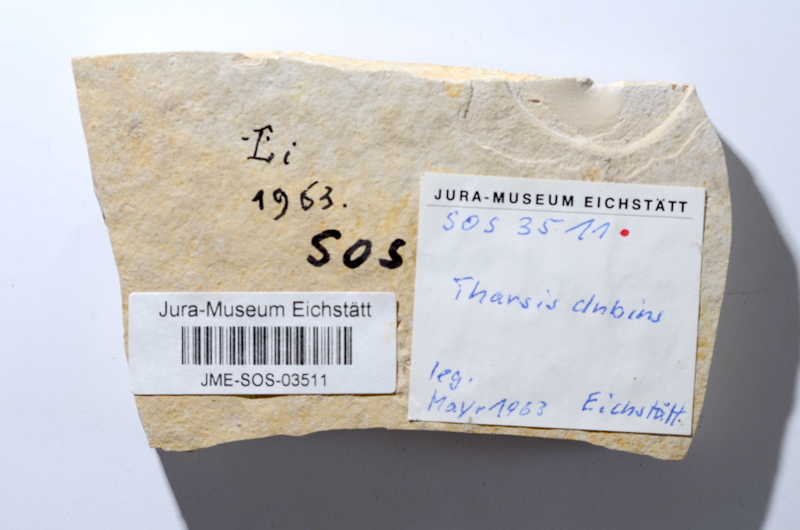 Ei
1963.
SOS
JURA-MUSEUM EICHSTÄTT
SOS 3511
Tharsis dubius
leg.
Mayr 1963 Eichstätt.
Jura-Museum Eichstätt
JME-SOS-03511